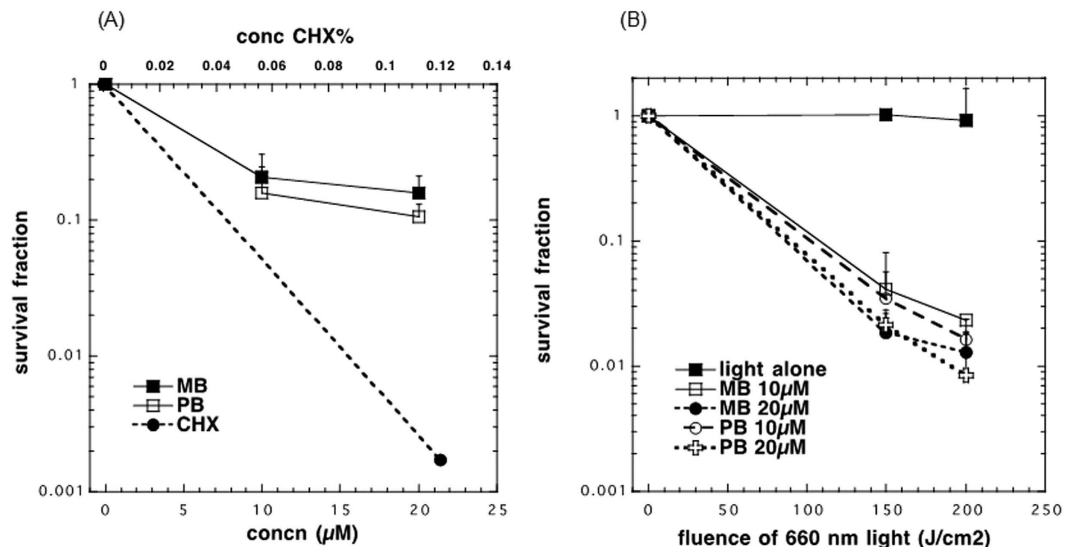 (A)
conc CHX%
0 0.02 0.04 0.06 0.08 0.1 0.12 0.14
1
0.1
0.01
0.001
survival fraction
MB
PB
CHX
0 5 10 15 20 25
concn (µM)
(B)
1
0.1
0.01
0.001
survival fraction
light alone
MB 10µM
MB 20µM
PB 10µM
PB 20µM
0 50 100 150 200 250
fluence of 660 nm light (J/cm2)